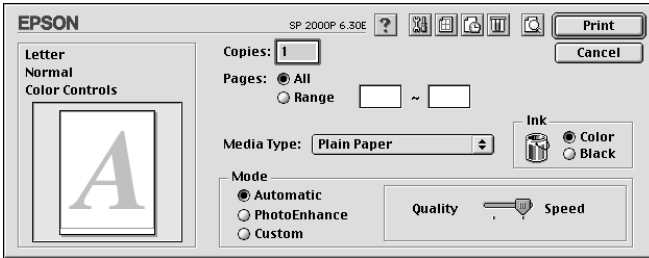 EPSON
SP 2000P 6.30E
?
Print
Cancel
Letter
Normal
Color Controls
A
Copies: 1
Pages: All
Range ~
Media Type: Plain Paper
Ink
Color
Black
Mode
Automatic
PhotoEnhance
Custom
Quality Speed